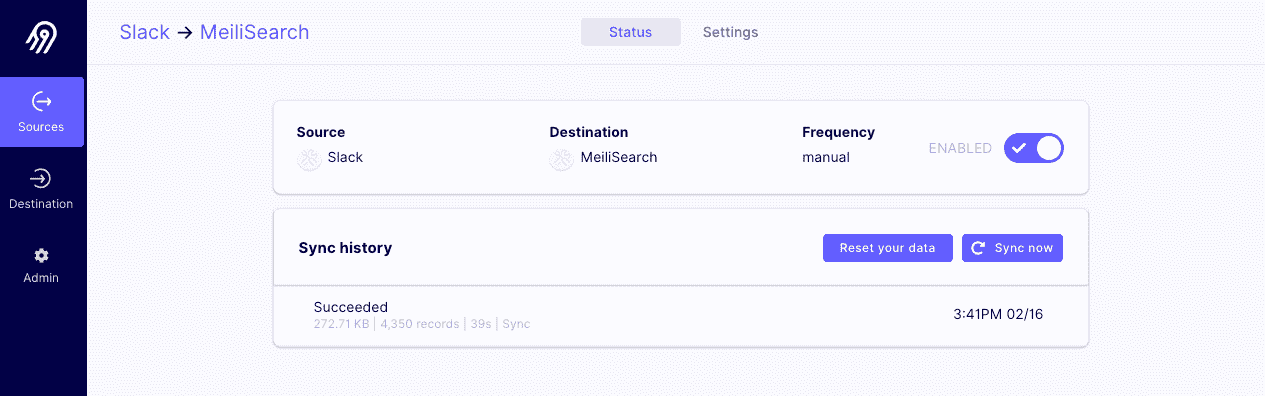 Slack → MeiliSearch
Status
Settings
Sources
Destination
Admin
Source
Slack
Destination
MeiliSearch
Frequency
manual
ENABLED
Sync history
Reset your data
Sync now
Succeeded
272.71 KB | 4,350 records | 39s | Sync
3:41PM 02/16